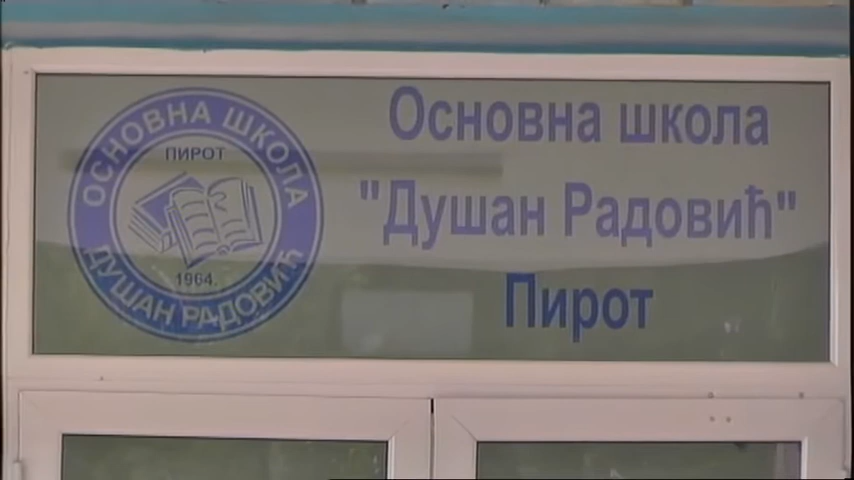 ОСНОВНА ШКОЛА
ПИРОТ
1964.
ДУШАН РАДОВИЋ
Основна школа
"Душан Радовић"
Пирот